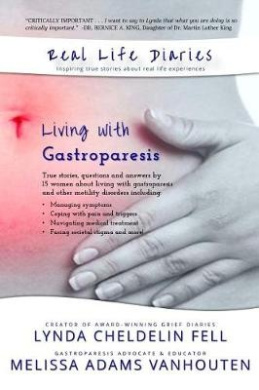 "CRITICALLY IMPORTANT . . . I want to say to Lynda that what you are doing is so
critically important." -DR. BERNICE A. KING, Daughter of Dr. Martin Luther King
Real Life Diaries
Inspiring true stories about real life experiences
Living with
Gastroparesis
True stories, questions and answers by
15 women about living with gastroparesis
and other motility disorders including:
• Managing symptoms
• Coping with pain and triggers
• Navigating medical treatment
• Facing societal stigma and more!
CREATOR OF AWARD-WINNING GRIEF DIARIES
LYNDA CHELDELIN FELL
GASTROPARESIS ADVOCATE & EDUCATOR
MELISSA ADAMS VANHOUTEN